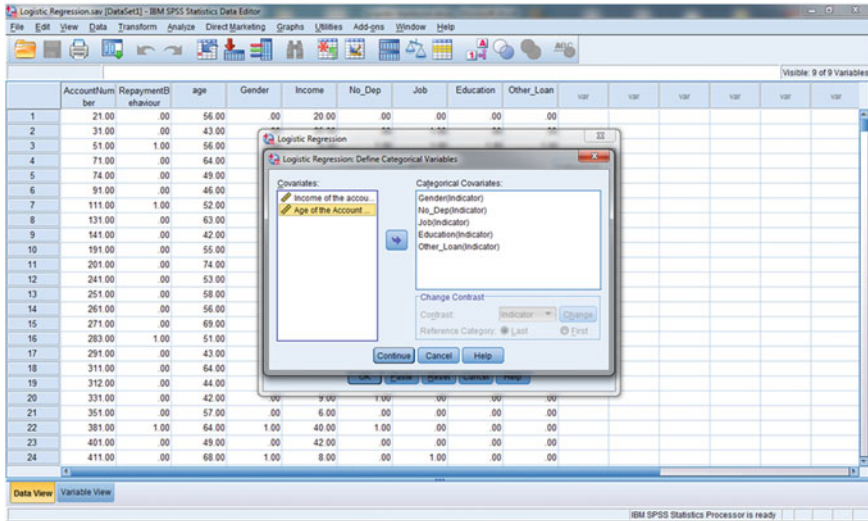 Logistic Regression.sav [DataSet1] - IBM SPSS Statistics Data Editor
File Edit View Data Transform Analyze Direct Marketing Graphs Utilities Add-ons Window Help
Visible: 9 of 9 Variables
AccountNumber RepaymentBehaviour age Gender Income No_Dep Job Education Other_Loan var var var var var
1 21.00 .00 56.00 .00 20.00 .00 .00 .00 .00
2 31.00 .00 43.00
3 51.00 1.00 56.00
4 71.00 .00 64.00
5 74.00 .00 49.00
6 91.00 .00 46.00
7 111.00 1.00 52.00
8 131.00 .00 63.00
9 141.00 .00 42.00
10 191.00 .00 55.00
11 201.00 .00 74.00
12 241.00 .00 53.00
13 251.00 .00 58.00
14 261.00 .00 56.00
15 271.00 .00 69.00
16 283.00 1.00 51.00
17 291.00 .00 43.00
18 311.00 .00 64.00
19 312.00 .00 44.00
20 331.00 .00 42.00 .00 9.00 1.00 .00 .00 .00
21 351.00 .00 57.00 .00 6.00 .00 .00 .00 .00
22 381.00 1.00 64.00 1.00 40.00 1.00 .00 .00 .00
23 401.00 .00 49.00 .00 42.00 .00 .00 .00 .00
24 411.00 .00 68.00 1.00 8.00 .00 1.00 .00 .00
Logistic Regression
Logistic Regression: Define Categorical Variables
Covariates:
Income of the accou...
Age of the Account ...
Categorical Covariates:
Gender(Indicator)
No_Dep(Indicator)
Job(Indicator)
Education(Indicator)
Other_Loan(Indicator)
Change Contrast
Contrast: Indicator Change
Reference Category: Last First
Continue Cancel Help
OK Paste Reset Cancel Help
Data View Variable View
IBM SPSS Statistics Processor is ready